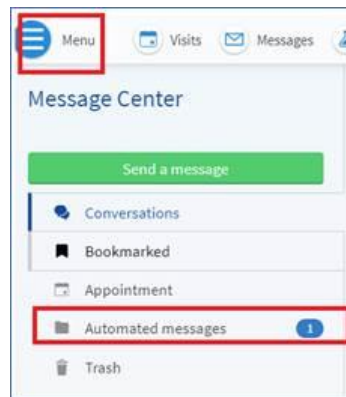 Menu Visits Messages
Message Center
Send a message
Conversations
Bookmarked
Appointment
Automated messages 1
Trash